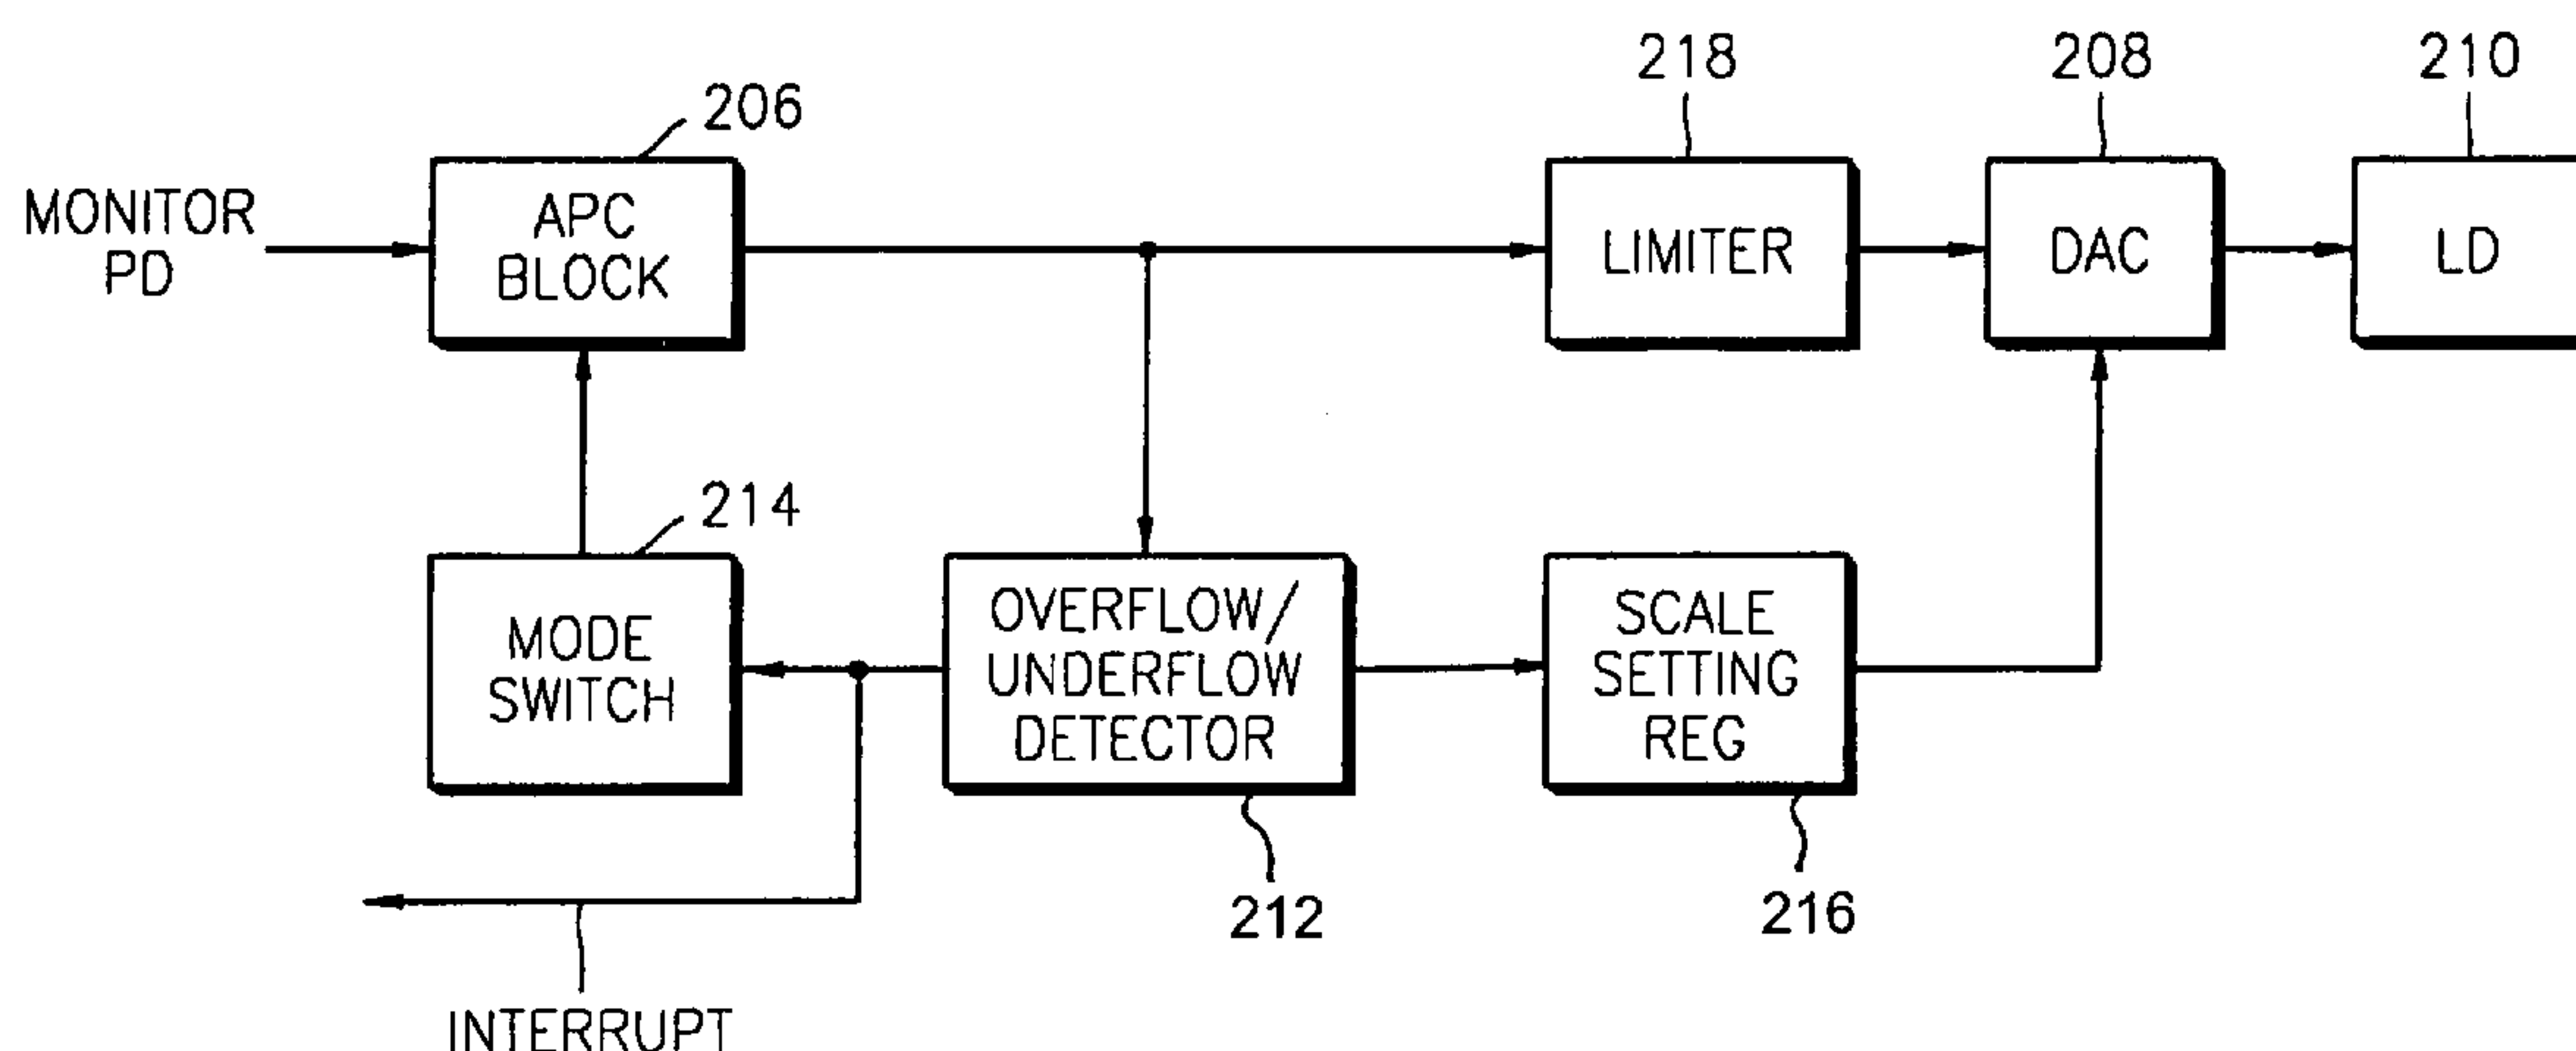 218
208
210
206
MONITOR
PD
APC
BLOCK
LIMITER
DAC
LD
214
MODE
SWITCH
OVERFLOW/
UNDERFLOW
DETECTOR
SCALE
SETTING
REG
212
216
INTERRUPT